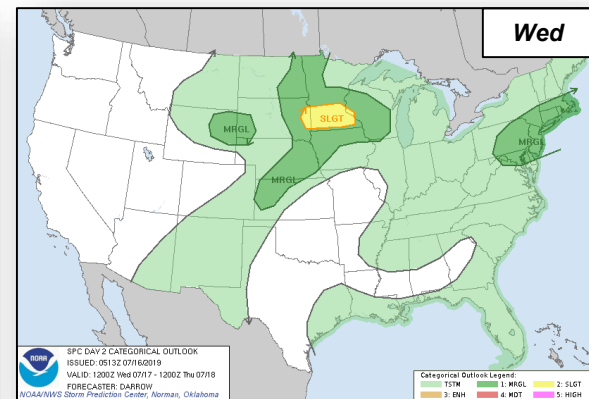 Wed
SLGT
MRGL
MRGL
MRGL
NOAA
SPC DAY 2 CATEGORICAL OUTLOOK
ISSUED: 0513Z 07/16/2019
VALID: 1200Z Wed 07/17 - 1200Z Thu 07/18
FORECASTER: DARROW
NOAA/NWS Storm Prediction Center, Norman, Oklahoma
Categorical Outlook Legend:
TSTM 1: MRGL 2: SLGT
3: ENH 4: MDT 5: HIGH